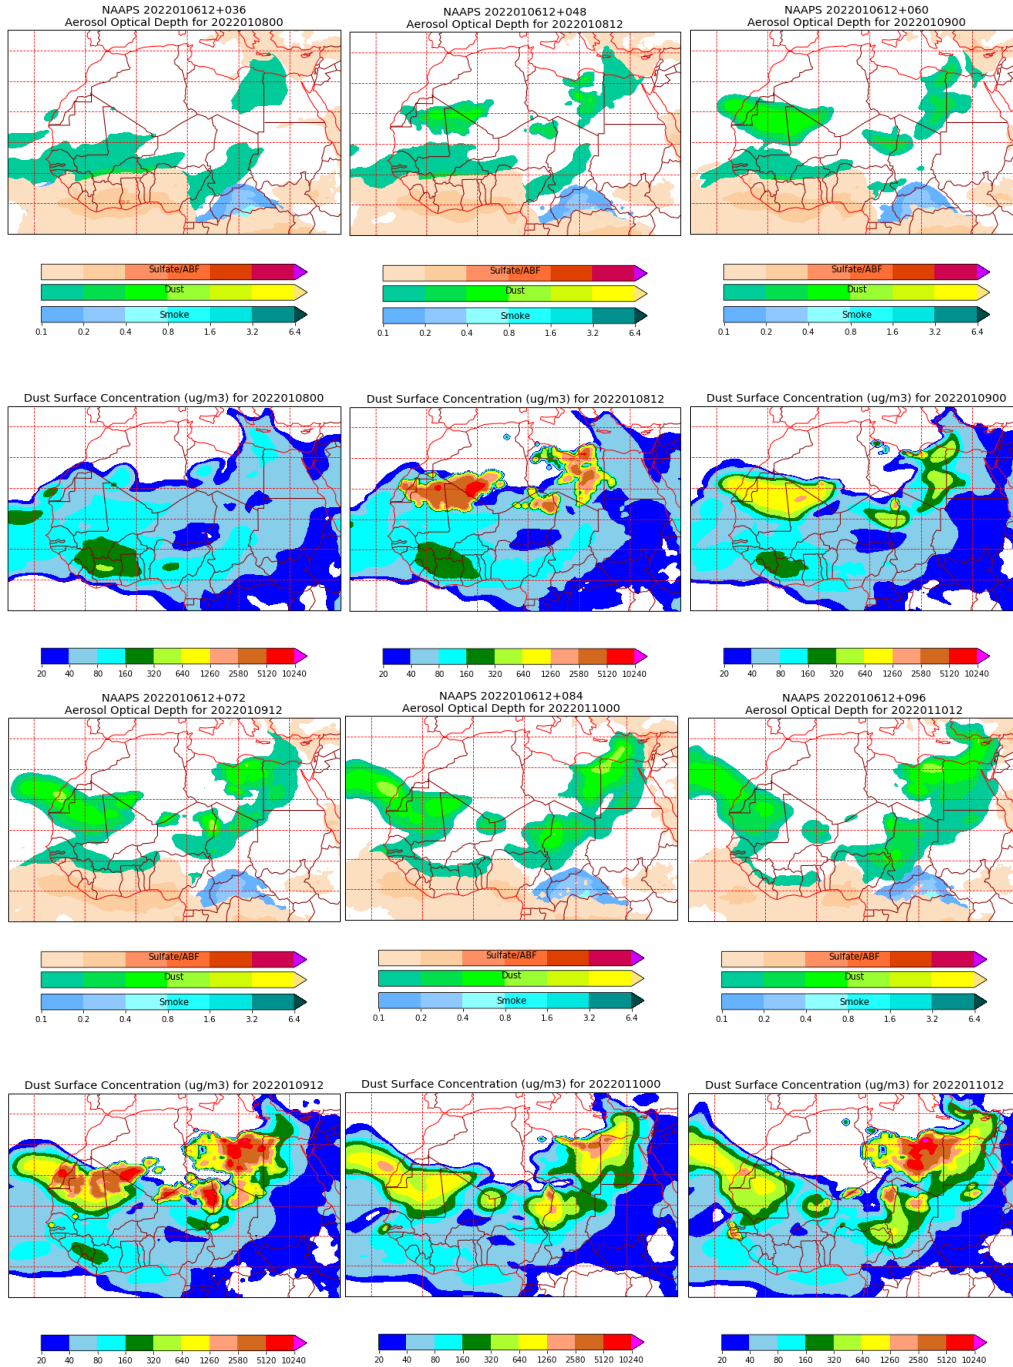 NAAPS 2022010612+036
Aerosol Optical Depth for 2022010800
NAAPS 2022010612+048
Aerosol Optical Depth for 2022010812
NAAPS 2022010612+060
Aerosol Optical Depth for 2022010900
Sulfate/ABF
Dust
Smoke
0.1 0.2 0.4 0.8 1.6 3.2 6.4
Sulfate/ABF
Dust
Smoke
0.1 0.2 0.4 0.8 1.6 3.2 6.4
Sulfate/ABF
Dust
Smoke
0.1 0.2 0.4 0.8 1.6 3.2 6.4
Dust Surface Concentration (ug/m3) for 2022010800
Dust Surface Concentration (ug/m3) for 2022010812
Dust Surface Concentration (ug/m3) for 2022010900
20 40 80 160 320 640 1260 2580 5120 10240
20 40 80 160 320 640 1260 2580 5120 10240
20 40 80 160 320 640 1260 2580 5120 10240
NAAPS 2022010612+072
Aerosol Optical Depth for 2022010912
NAAPS 2022010612+084
Aerosol Optical Depth for 2022011000
NAAPS 2022010612+096
Aerosol Optical Depth for 2022011012
Sulfate/ABF
Dust
Smoke
0.1 0.2 0.4 0.8 1.6 3.2 6.4
Sulfate/ABF
Dust
Smoke
0.1 0.2 0.4 0.8 1.6 3.2 6.4
Sulfate/ABF
Dust
Smoke
0.1 0.2 0.4 0.8 1.6 3.2 6.4
Dust Surface Concentration (ug/m3) for 2022010912
Dust Surface Concentration (ug/m3) for 2022011000
Dust Surface Concentration (ug/m3) for 2022011012
20 40 80 160 320 640 1260 2580 5120 10240
20 40 80 160 320 640 1260 2580 5120 10240
20 40 80 160 320 640 1260 2580 5120 10240